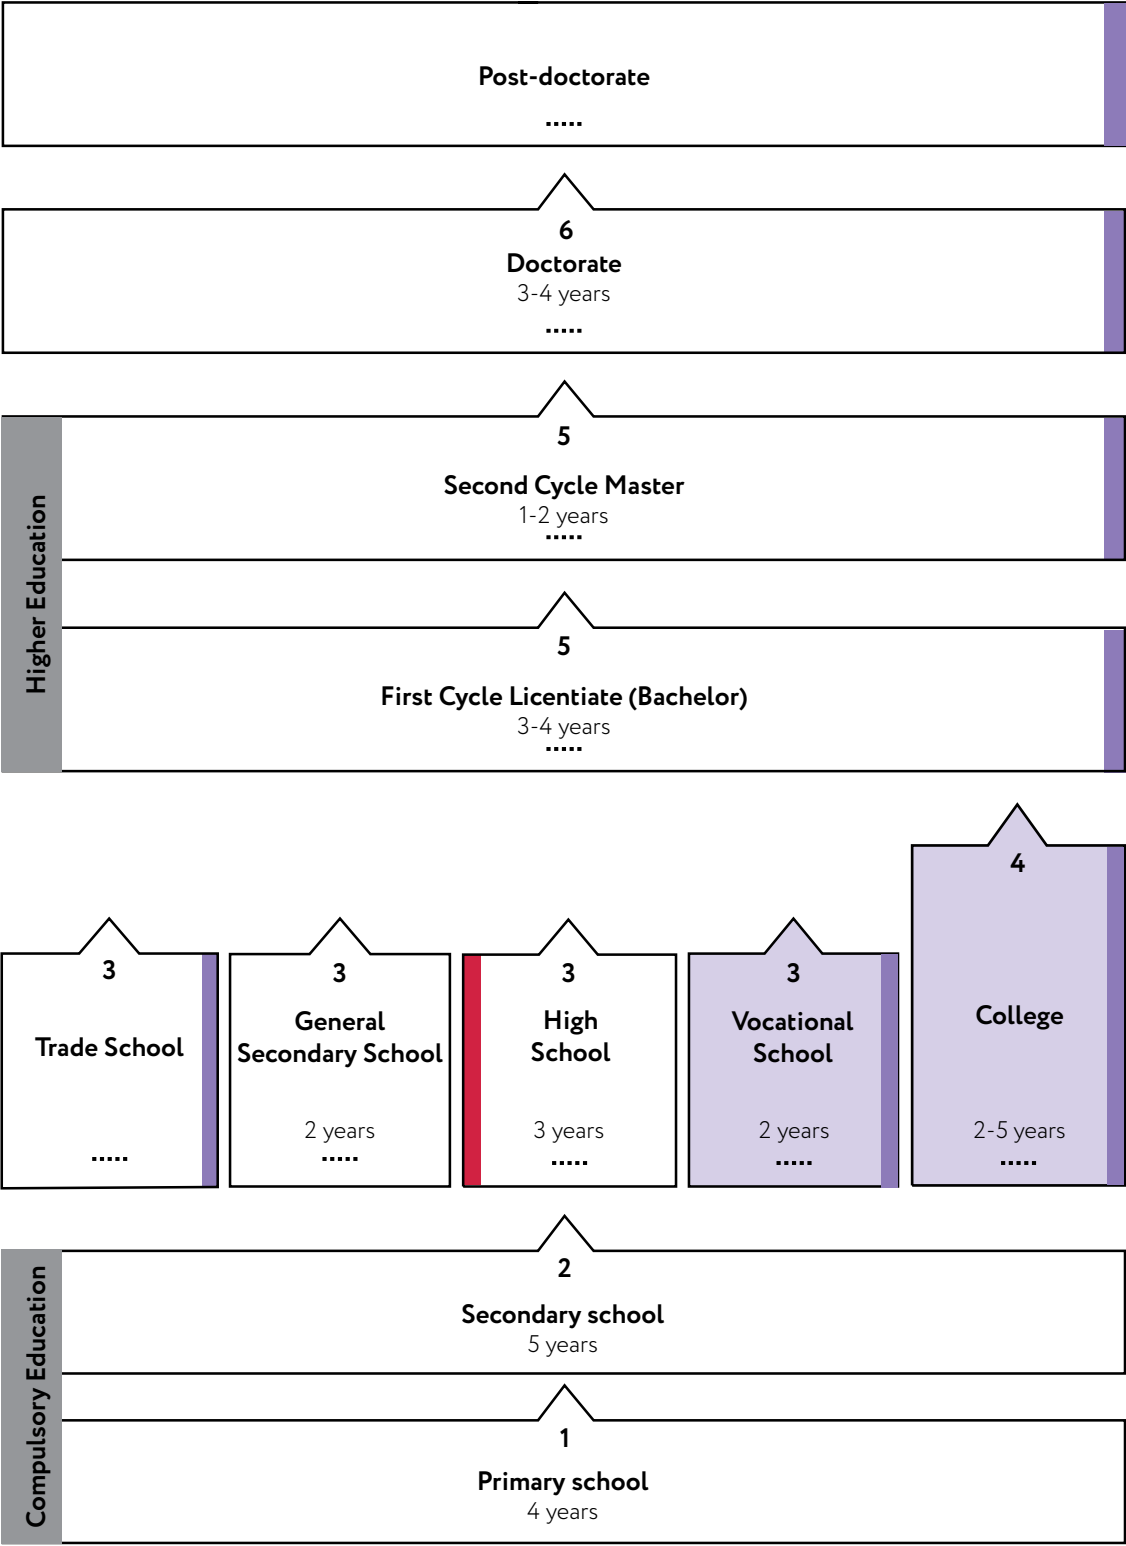 Post-doctorate
.....
6
Doctorate
3-4 years
.....
Higher Education
5
Second Cycle Master
1-2 years
.....
5
First Cycle Licentiate (Bachelor)
3-4 years
.....
3
Trade School
.....
3
General
Secondary School
2 years
.....
3
High
School
3 years
.....
3
Vocational
School
2 years
.....
4
College
2-5 years
.....
Compulsory Education
2
Secondary school
5 years
1
Primary school
4 years